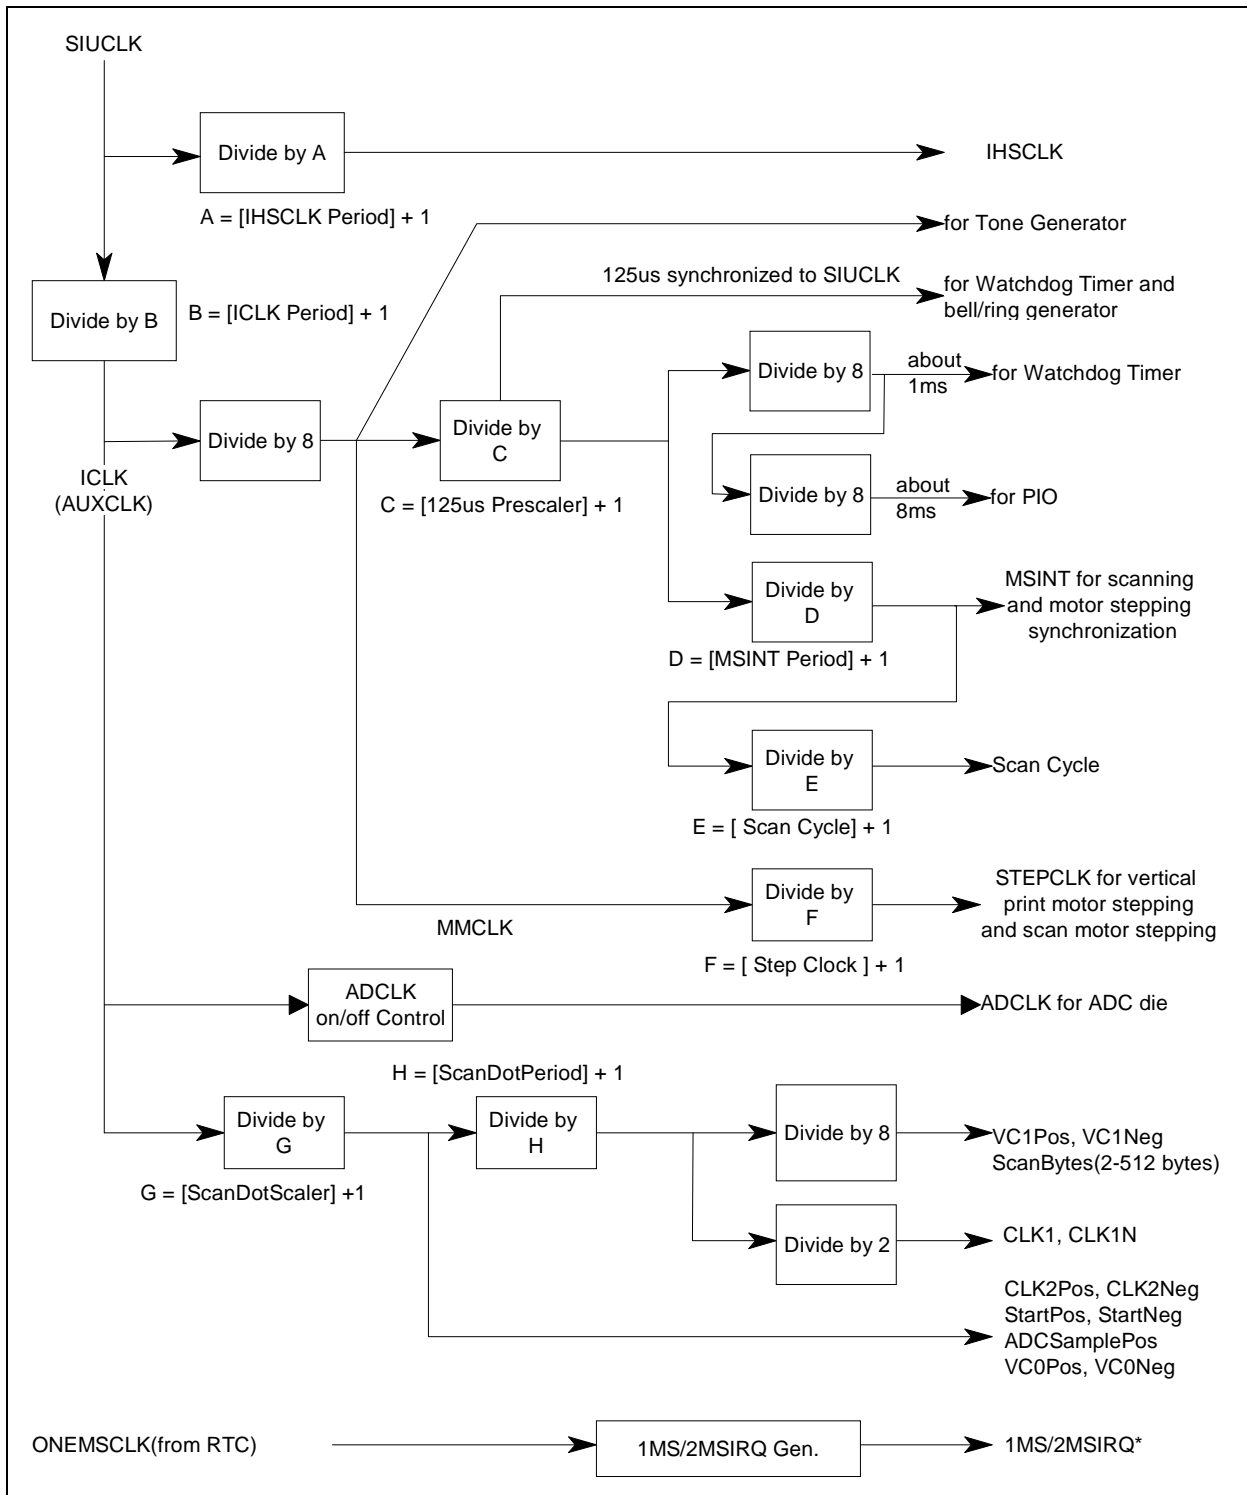 SIUCLK
Divide by A
IHSCLK
A = [IHSCLK Period] + 1
for Tone Generator
125us synchronized to SIUCLK
for Watchdog Timer and
bell/ring generator
Divide by B
B = [ICLK Period] + 1
Divide by 8
about
1ms
for Watchdog Timer
Divide by 8
Divide by
C
ICLK
(AUXCLK)
C = [125us Prescaler] + 1
Divide by 8
about
8ms
for PIO
Divide by
D
MSINT for scanning
and motor stepping
synchronization
D = [MSINT Period] + 1
Divide by
E
Scan Cycle
E = [ Scan Cycle] + 1
MMCLK
Divide by
F
STEPCLK for vertical
print motor stepping
and scan motor stepping
F = [ Step Clock ] + 1
ADCLK
on/off Control
ADCLK for ADC die
H = [ScanDotPeriod] + 1
Divide by
G
Divide by
H
Divide by 8
VC1Pos, VC1Neg
ScanBytes(2-512 bytes)
G = [ScanDotScaler] +1
Divide by 2
CLK1, CLK1N
CLK2Pos, CLK2Neg
StartPos, StartNeg
ADCSamplePos
VC0Pos, VC0Neg
ONEMSCLK(from RTC)
1MS/2MSIRQ Gen.
1MS/2MSIRQ*